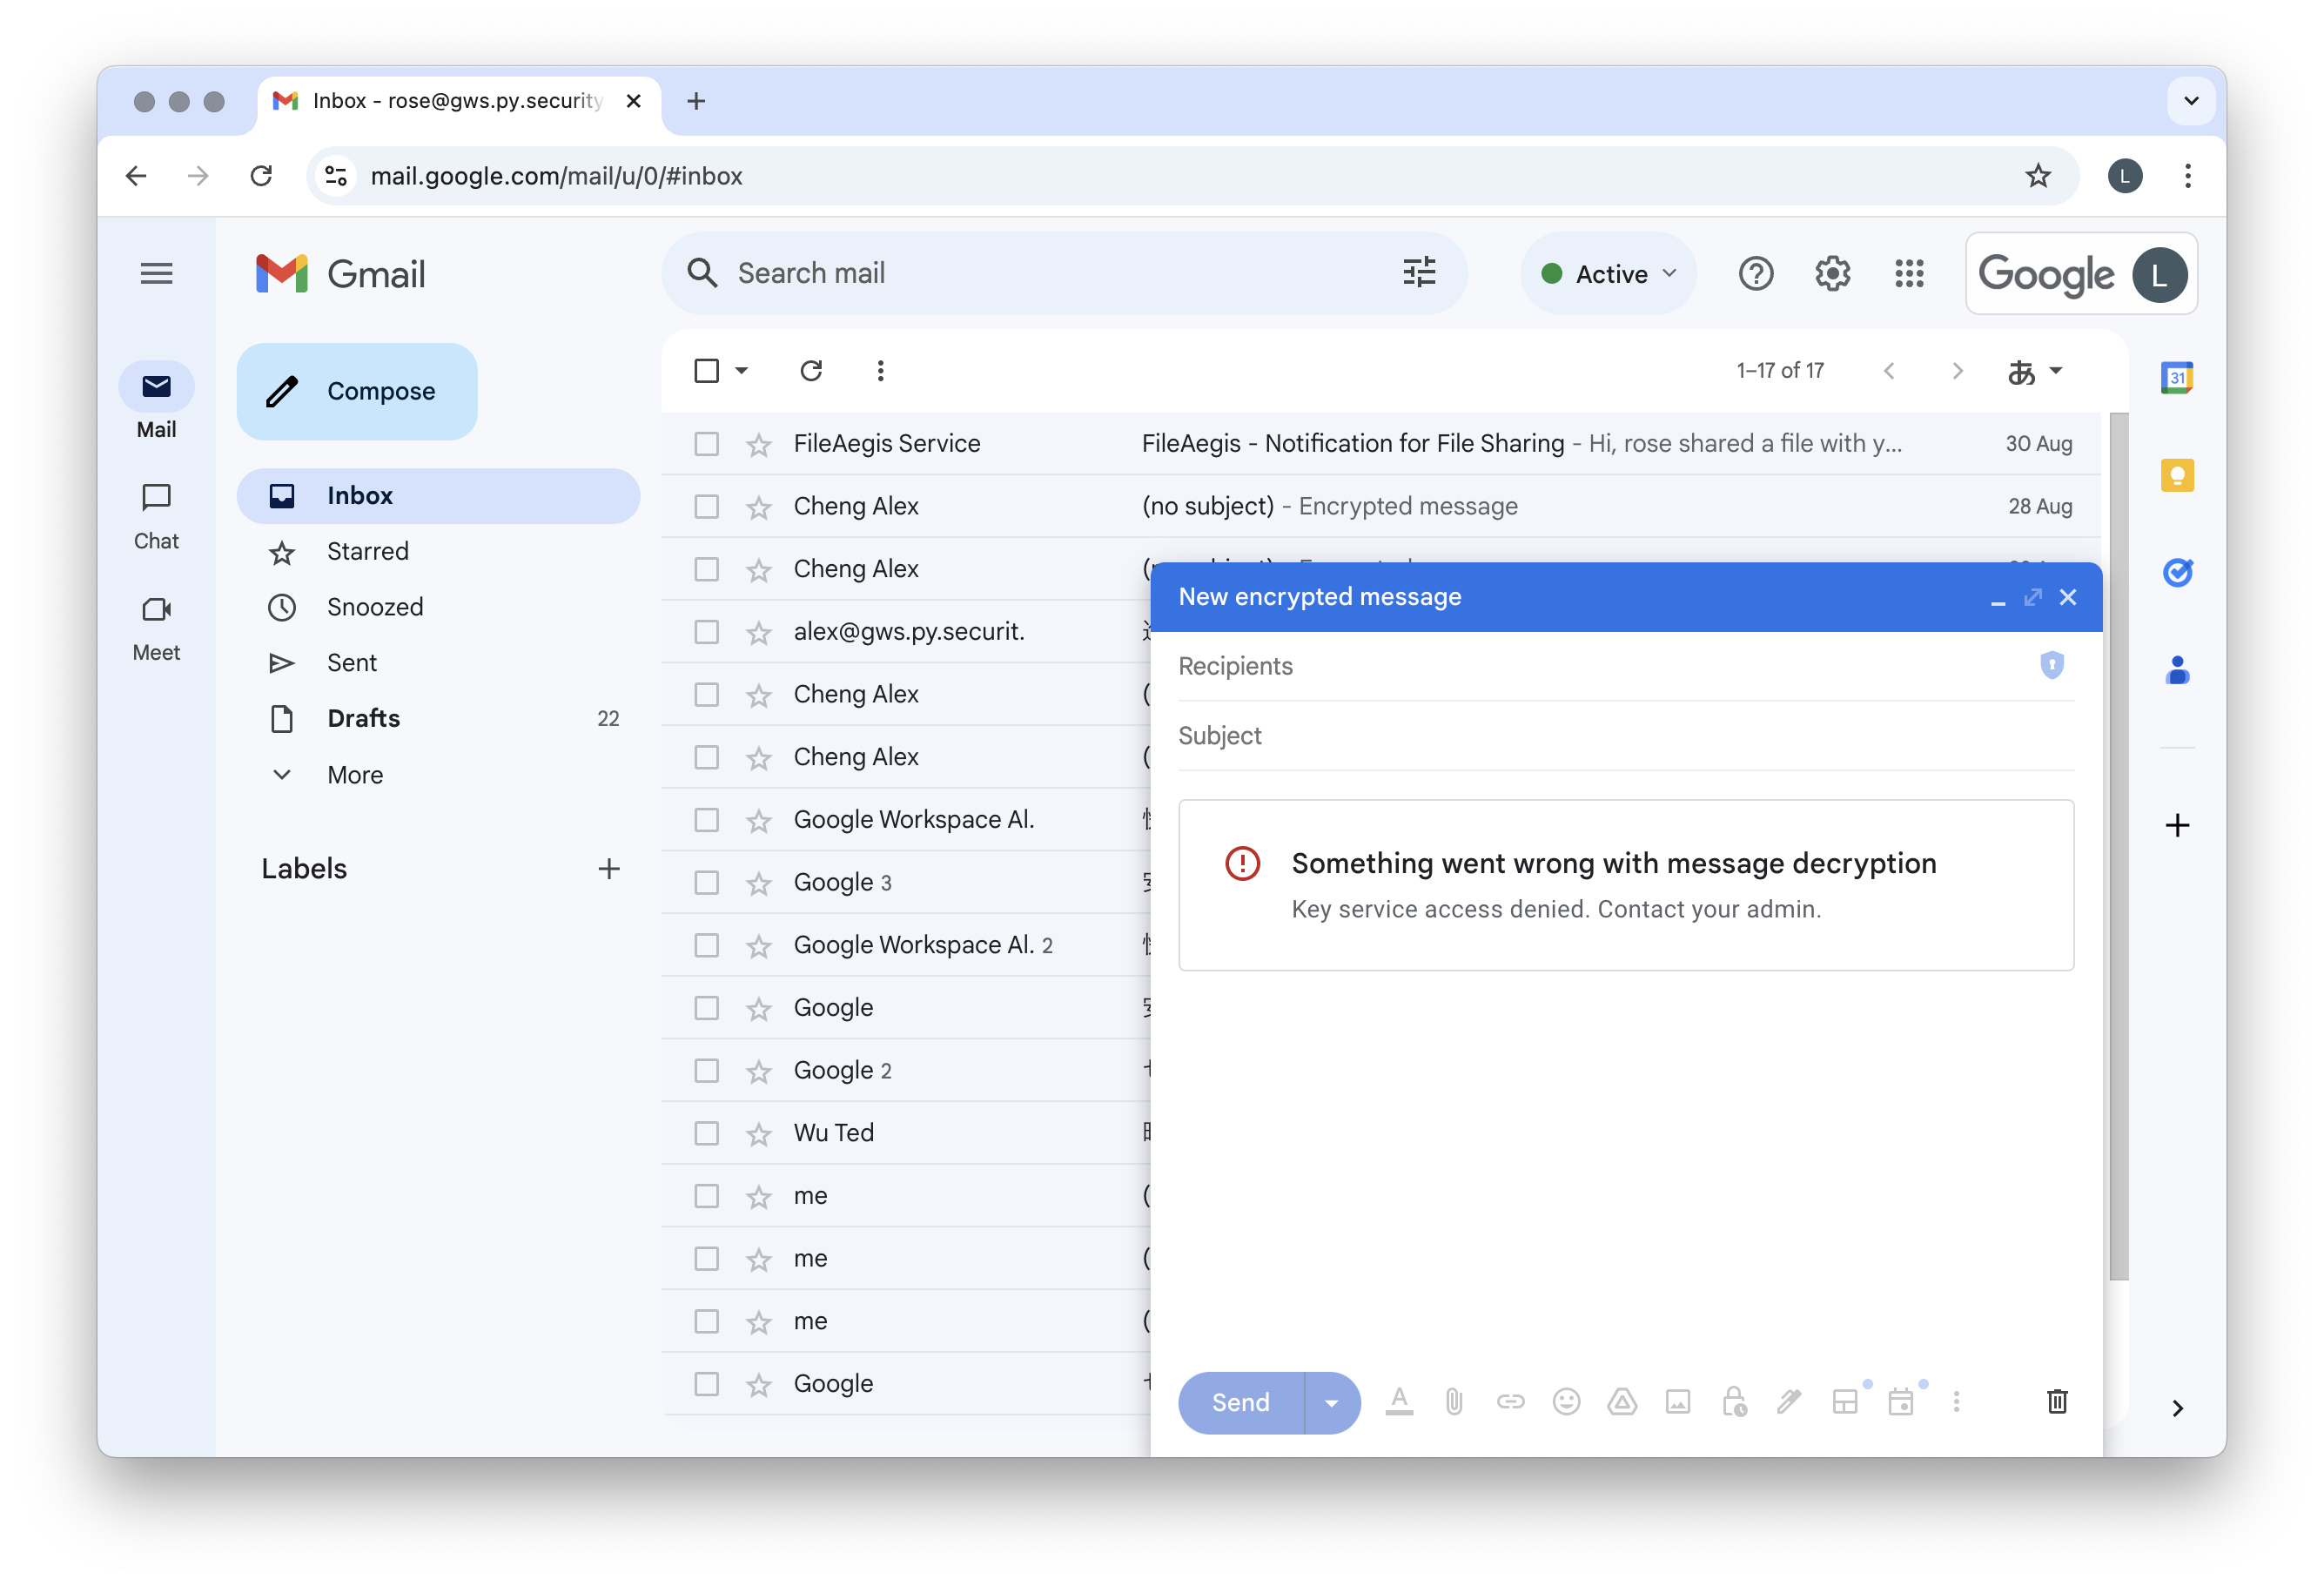 Inbox - rose@gws.py.security
mail.google.com/mail/u/0/#inbox
L
Gmail
Search mail
Active
Google
L
Mail
Chat
Meet
Compose
Inbox
Starred
Snoozed
Sent
Drafts 22
More
Labels
1–17 of 17
あ
31
FileAegis Service FileAegis - Notification for File Sharing - Hi, rose shared a file with y... 30 Aug
Cheng Alex (no subject) - Encrypted message 28 Aug
Cheng Alex
alex@gws.py.securit.
Cheng Alex
Cheng Alex
Google Workspace Al.
Google 3
Google Workspace Al. 2
Google
Google 2
Wu Ted
me
me
me
Google
New encrypted message
Recipients
Subject
Something went wrong with message decryption
Key service access denied. Contact your admin.
Send